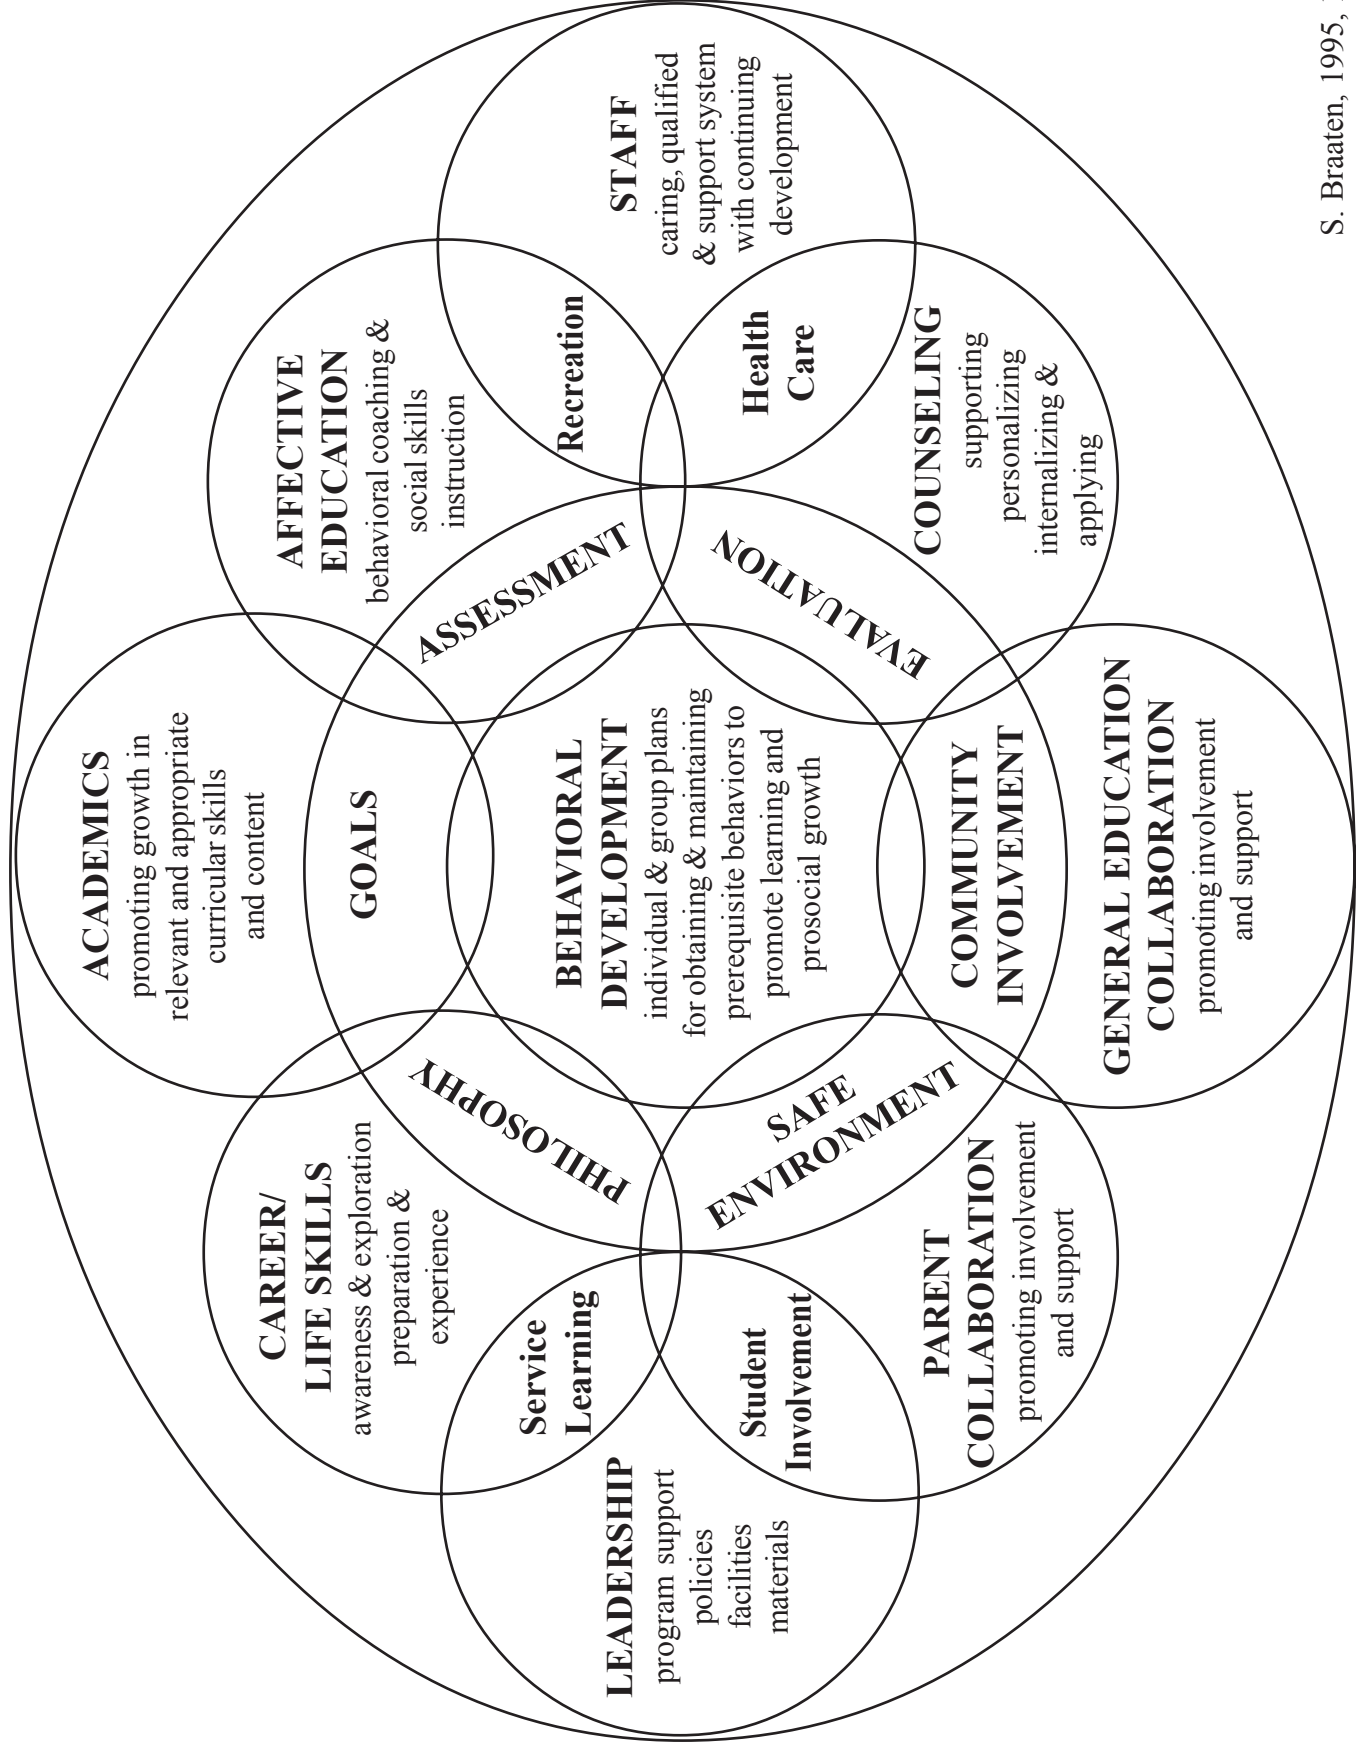 ACADEMICS
promoting growth in
relevant and appropriate
curricular skills
and content
CAREER/
LIFE SKILLS
awareness & exploration
preparation &
experience
AFFECTIVE
EDUCATION
behavioral coaching &
social skills
instruction
GOALS
PHILOSOPHY
ASSESSMENT
Service
Learning
Recreation
LEADERSHIP
program support
policies
facilities
materials
BEHAVIORAL
DEVELOPMENT
individual & group plans
for obtaining & maintaining
prerequisite behaviors to
promote learning and
prosocial growth
STAFF
caring, qualified
& support system
with continuing
development
Student
Involvement
Health
Care
SAFE
ENVIRONMENT
EVALUATION
COMMUNITY
INVOLVEMENT
PARENT
COLLABORATION
promoting involvement
and support
COUNSELING
supporting
personalizing
internalizing &
applying
GENERAL EDUCATION
COLLABORATION
promoting involvement
and support
S. Braaten, 1995,